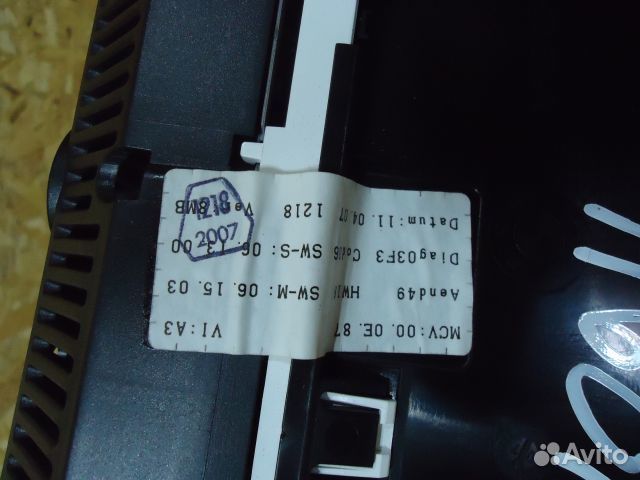 MCV:00. 0E. 87 VI:A3
Aend49 SW-M: 06. 15. 03
Diag03F3 SW-S: 06. 00
Datum:11. 04.07 1218 8MB
1218
2007
Avito